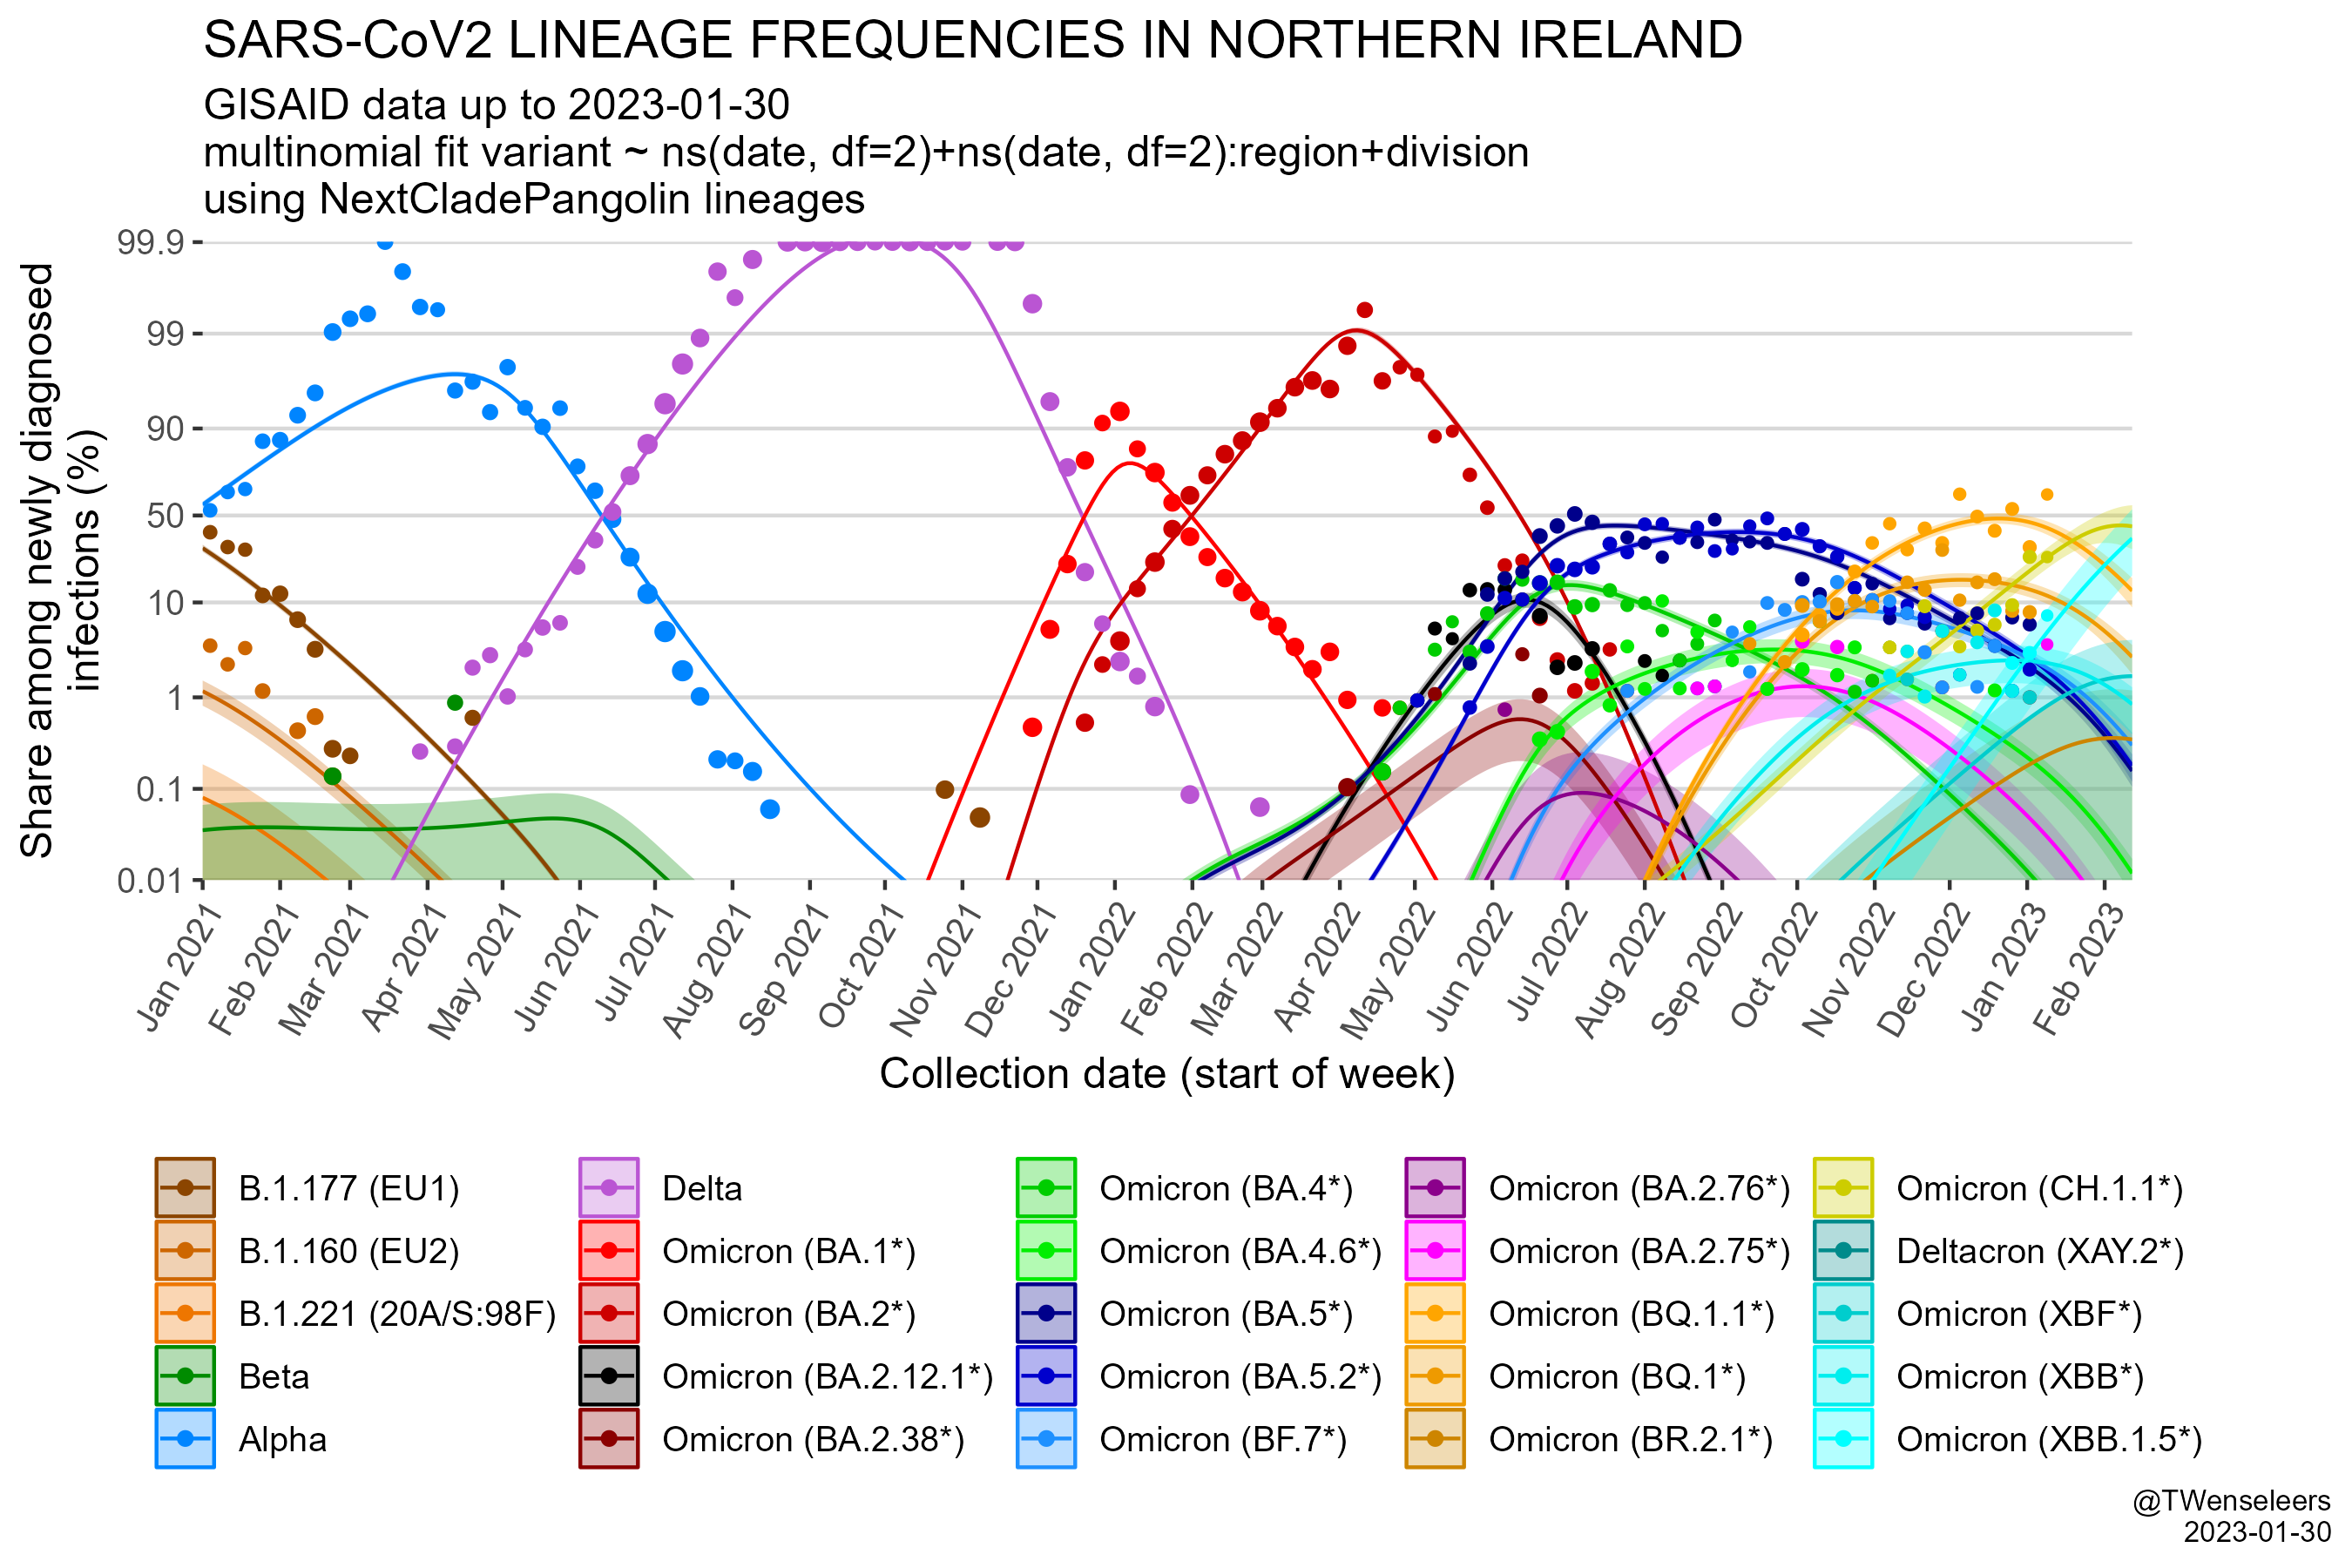 SARS-CoV2 LINEAGE FREQUENCIES IN NORTHERN IRELAND
GISAID data up to 2023-01-30
multinomial fit variant ~ ns(date, df=2)+ns(date, df=2):region+division
using NextCladePangolin lineages
Share among newly diagnosed
infections (%)
99.9
99
90
50
10
1
0.1
0.01
Jan 2021
Feb 2021
Mar 2021
Apr 2021
May 2021
Jun 2021
Jul 2021
Aug 2021
Sep 2021
Oct 2021
Nov 2021
Dec 2021
Jan 2022
Feb 2022
Mar 2022
Apr 2022
May 2022
Jun 2022
Jul 2022
Aug 2022
Sep 2022
Oct 2022
Nov 2022
Dec 2022
Jan 2023
Feb 2023
Collection date (start of week)
B.1.177 (EU1)
B.1.160 (EU2)
B.1.221 (20A/S:98F)
Beta
Alpha
Delta
Omicron (BA.1*)
Omicron (BA.2*)
Omicron (BA.2.12.1*)
Omicron (BA.2.38*)
Omicron (BA.4*)
Omicron (BA.4.6*)
Omicron (BA.5*)
Omicron (BA.5.2*)
Omicron (BF.7*)
Omicron (BA.2.76*)
Omicron (BA.2.75*)
Omicron (BQ.1.1*)
Omicron (BQ.1*)
Omicron (BR.2.1*)
Omicron (CH.1.1*)
Deltacron (XAY.2*)
Omicron (XBF*)
Omicron (XBB*)
Omicron (XBB.1.5*)
@TWenseleers
2023-01-30